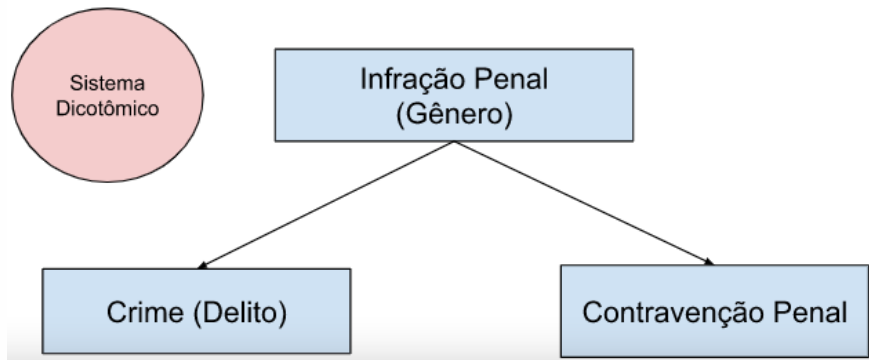 Sistema
Dicotômico
Infração Penal
(Gênero)
Crime (Delito)
Contravenção Penal